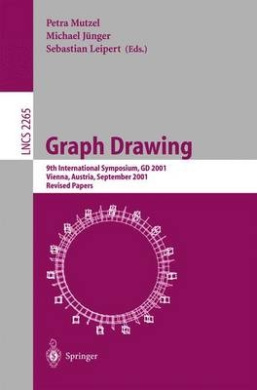 Petra Mutzel
Michael Jünger
Sebastian Leipert (Eds.)
LNCS 2265
Graph Drawing
9th International Symposium, GD 2001
Vienna, Austria, September 2001
Revised Papers
Springer